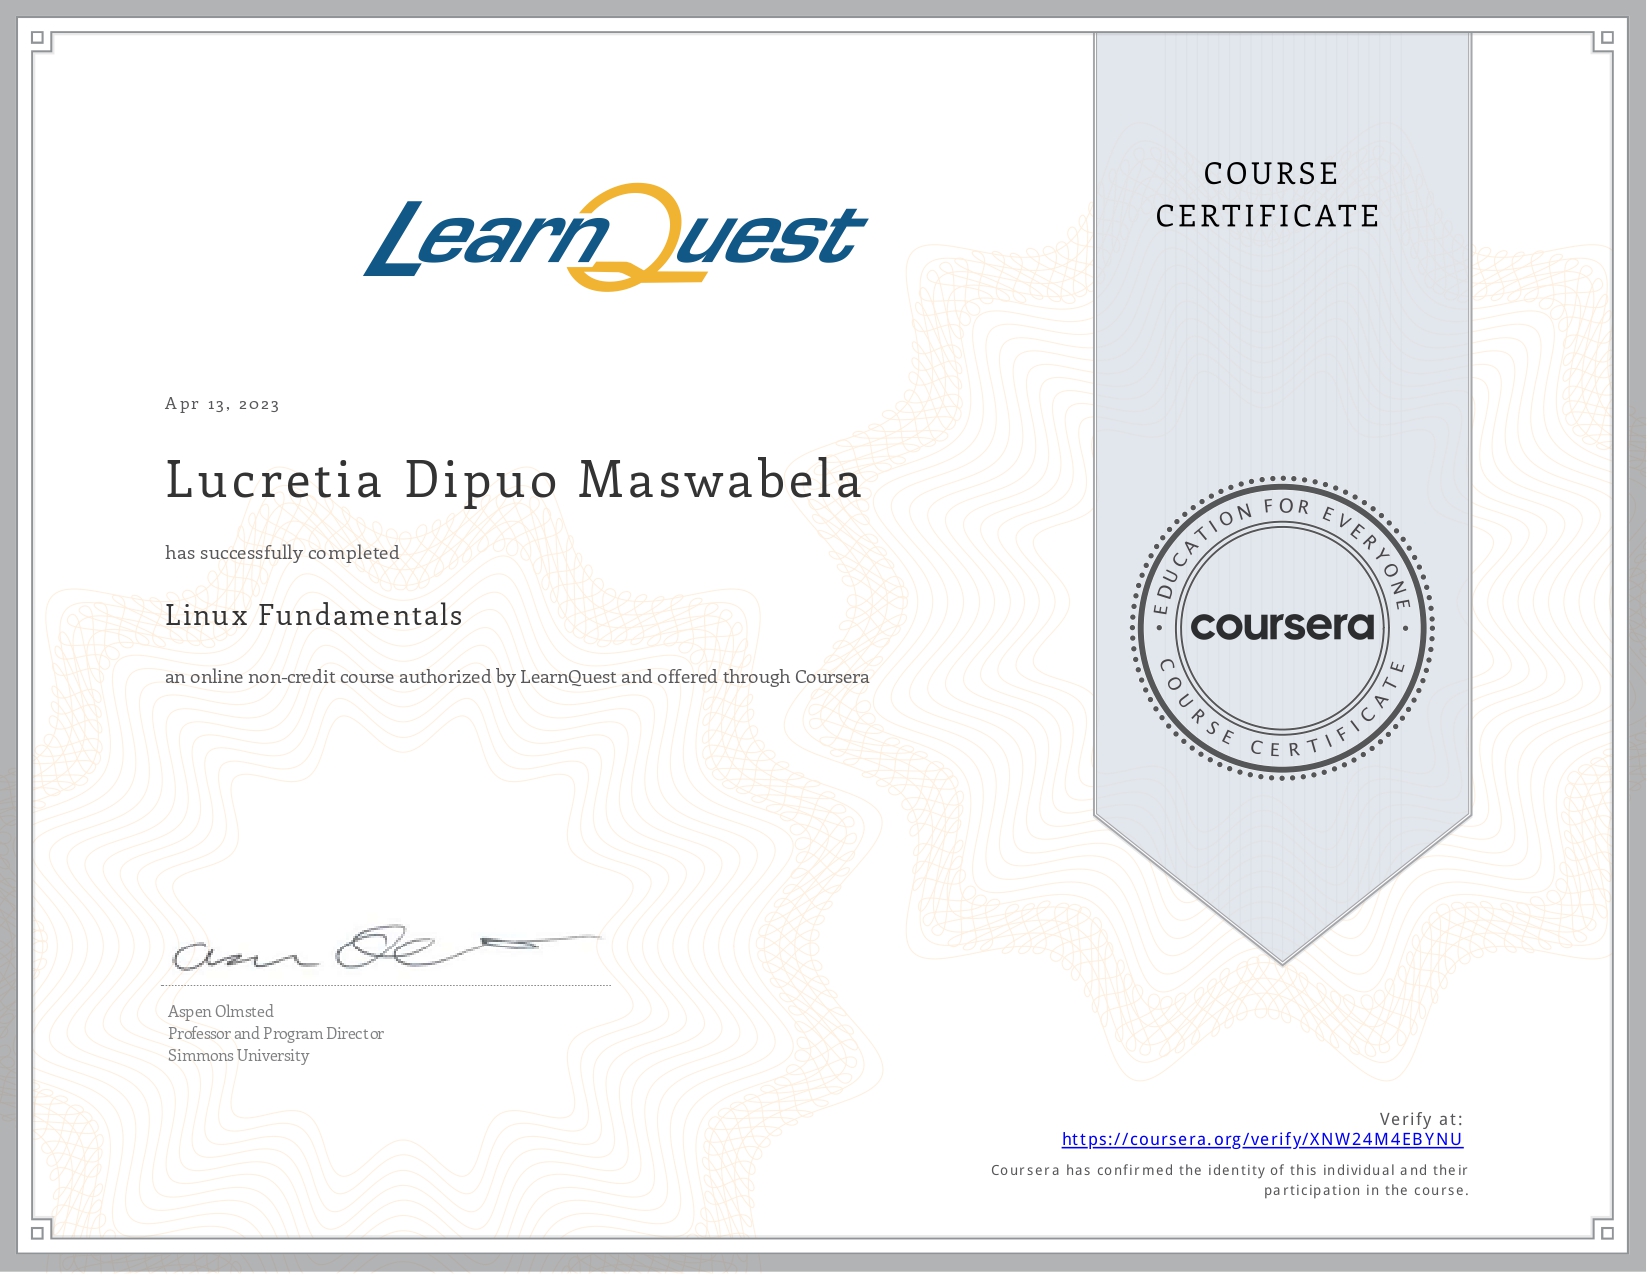 LearnQuest
COURSE
CERTIFICATE
Apr 13, 2023
Lucretia Dipuo Maswabela
has successfully completed
Linux Fundamentals
an online non-credit course authorized by LearnQuest and offered through Coursera
EDUCATION FOR EVERYONE
coursera
COURSE CERTIFICATE
Aspen Olmsted
Professor and Program Director
Simmons University
Verify at:
https://coursera.org/verify/XNW24M4EBYNU
Coursera has confirmed the identity of this individual and their
participation in the course.